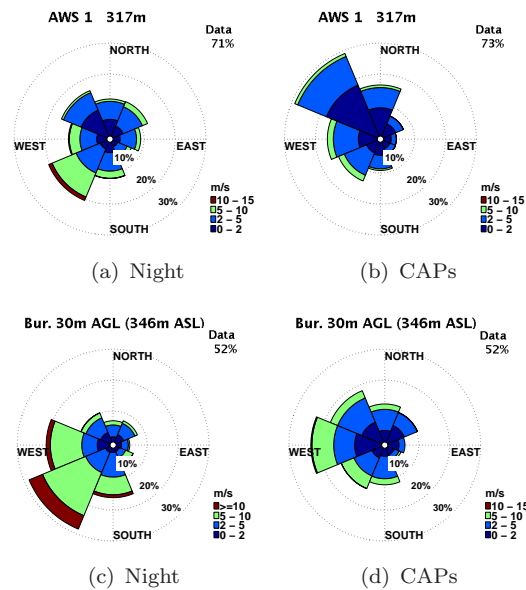 AWS 1 317m
Data
71%
NORTH
WEST
EAST
10%
20%
30%
SOUTH
m/s
10 – 15
5 – 10
2 – 5
0 – 2
(a) Night
AWS 1 317m
Data
73%
NORTH
WEST
EAST
10%
20%
30%
SOUTH
m/s
10 – 15
5 – 10
2 – 5
0 – 2
(b) CAPs
Bur. 30m AGL (346m ASL)
Data
52%
NORTH
WEST
EAST
10%
20%
30%
SOUTH
m/s
>=10
5 – 10
2 – 5
0 – 2
(c) Night
Bur. 30m AGL (346m ASL)
Data
52%
NORTH
WEST
EAST
10%
20%
30%
SOUTH
m/s
10 – 15
5 – 10
2 – 5
0 – 2
(d) CAPs